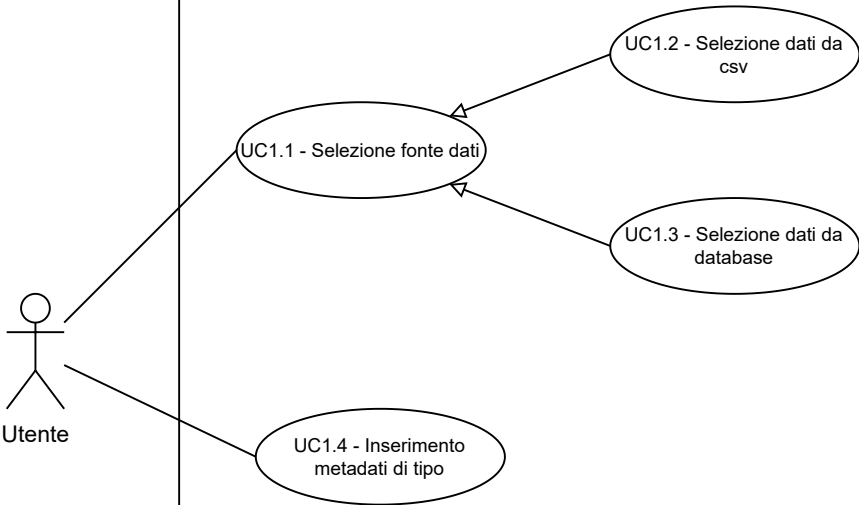 UC1.2 - Selezione dati da
csv
UC1.1 - Selezione fonte dati
UC1.3 - Selezione dati da
database
Utente
UC1.4 - Inserimento
metadati di tipo